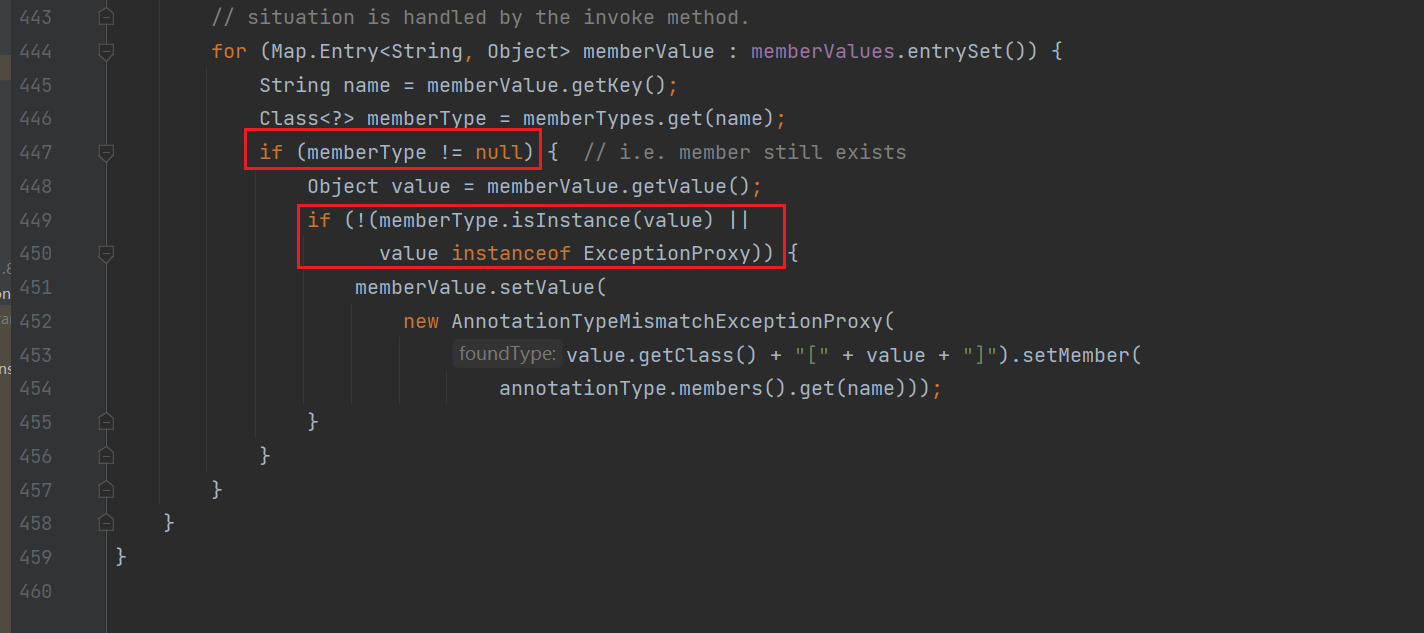 443 // situation is handled by the invoke method.
444 for (Map.Entry<String, Object> memberValue : memberValues.entrySet()) {
445 String name = memberValue.getKey();
446 Class<?> memberType = memberTypes.get(name);
447 if (memberType != null) { // i.e. member still exists
448 Object value = memberValue.getValue();
449 if (!(memberType.isInstance(value) ||
450 value instanceof ExceptionProxy)) {
.8
451 memberValue.setValue(
on
452 new AnnotationTypeMismatchExceptionProxy(
453 foundType: value.getClass() + "[" + value + "]").setMember(
ns
454 annotationType.members().get(name)));
455 }
456 }
457 }
458 }
459 }
460